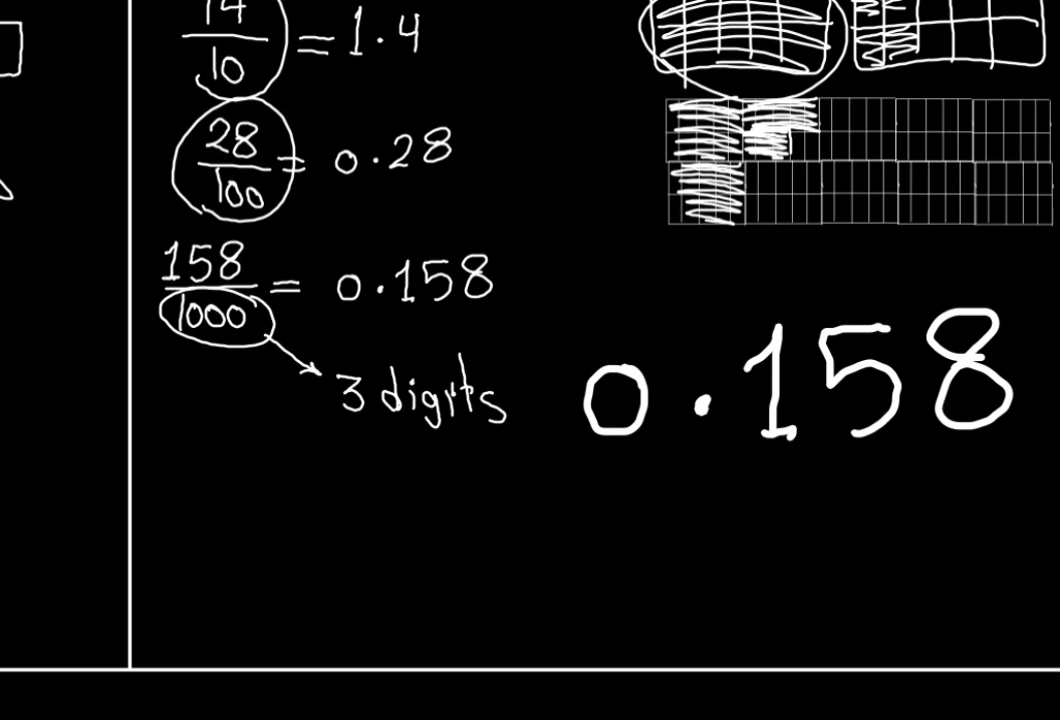 14/10 = 1.4
28/100 = 0.28
158/1000 = 0.158
3 digits
0.158